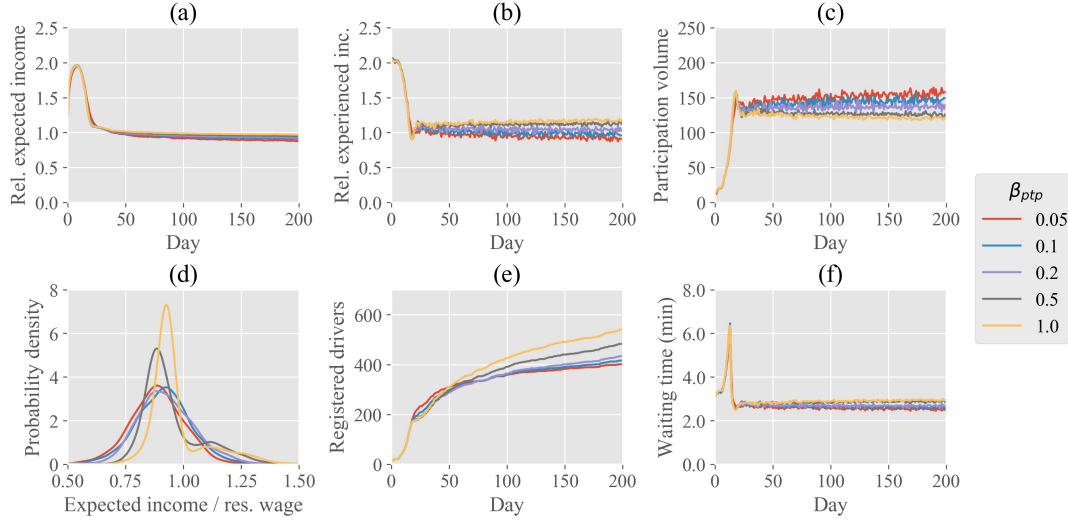 (a)
Rel. expected income
2.5
2.0
1.5
1.0
0.5
0.0
0 50 100 150 200
Day
(b)
Rel. experienced inc.
2.5
2.0
1.5
1.0
0.5
0.0
0 50 100 150 200
Day
(c)
Participation volume
250
200
150
100
50
0
0 50 100 150 200
Day
(d)
Probability density
8
6
4
2
0
0.50 0.75 1.00 1.25 1.50
Expected income / res. wage
(e)
Registered drivers
600
400
200
0
0 50 100 150 200
Day
(f)
Waiting time (min)
8.0
6.0
4.0
2.0
0.0
0 50 100 150 200
Day
β_ptp
0.05
0.1
0.2
0.5
1.0